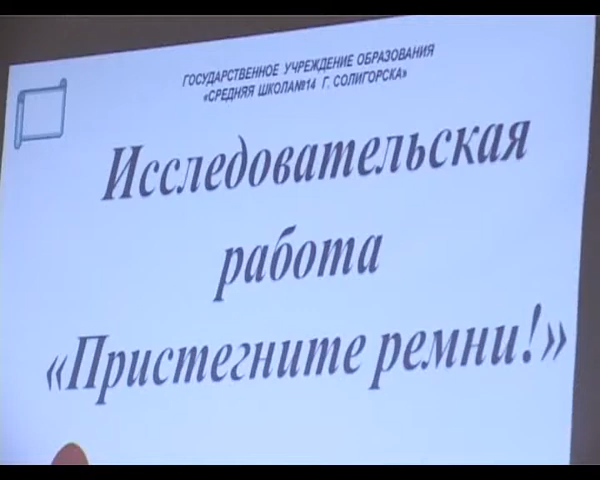 ГОСУДАРСТВЕННОЕ УЧРЕЖДЕНИЕ ОБРАЗОВАНИЯ
«СРЕДНЯЯ ШКОЛА№14 Г. СОЛИГОРСКА»
Исследовательская
работа
«Пристегните ремни!»